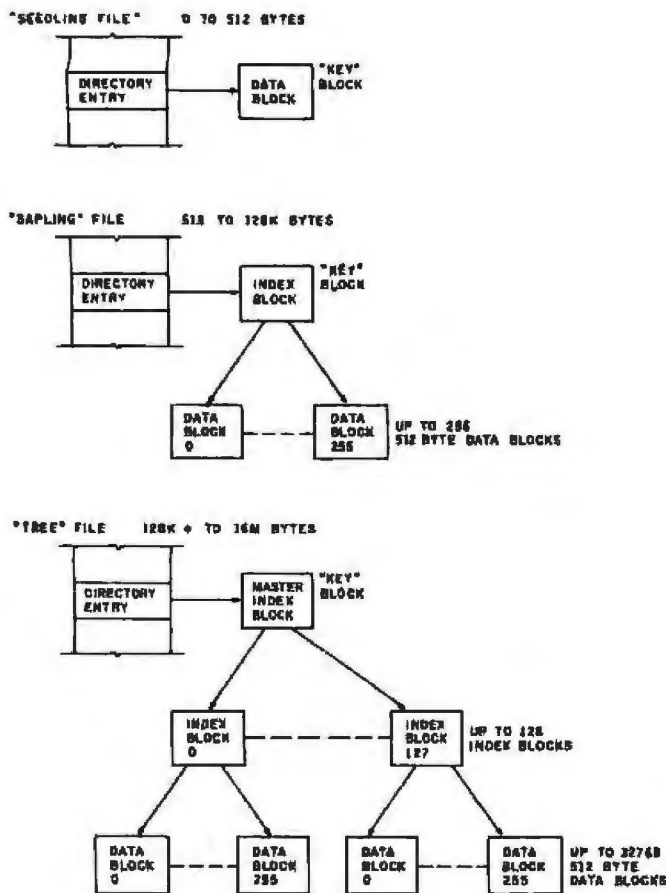 "SEEDLING FILE" 0 TO 512 BYTES
DIRECTORY
ENTRY
DATA
BLOCK
"KEY"
BLOCK
"SAPLING" FILE 513 TO 128K BYTES
DIRECTORY
ENTRY
INDEX
BLOCK
"KEY"
BLOCK
DATA
BLOCK
0
DATA
BLOCK
255
UP TO 256
512 BYTE DATA BLOCKS
"TREE" FILE 128K + TO 16M BYTES
DIRECTORY
ENTRY
MASTER
INDEX
BLOCK
"KEY"
BLOCK
INDEX
BLOCK
0
INDEX
BLOCK
127
UP TO 128
INDEX BLOCKS
DATA
BLOCK
0
DATA
BLOCK
255
DATA
BLOCK
0
DATA
BLOCK
255
UP TO 32768
512 BYTE
DATA BLOCKS